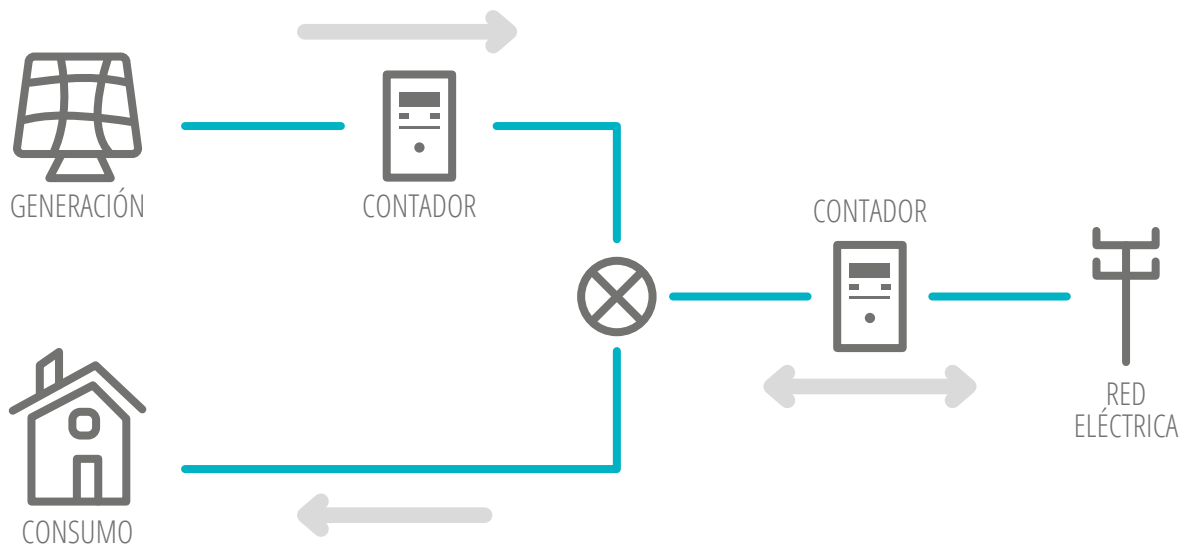 GENERACIÓN
CONTADOR
CONTADOR
RED
ELÉCTRICA
CONSUMO